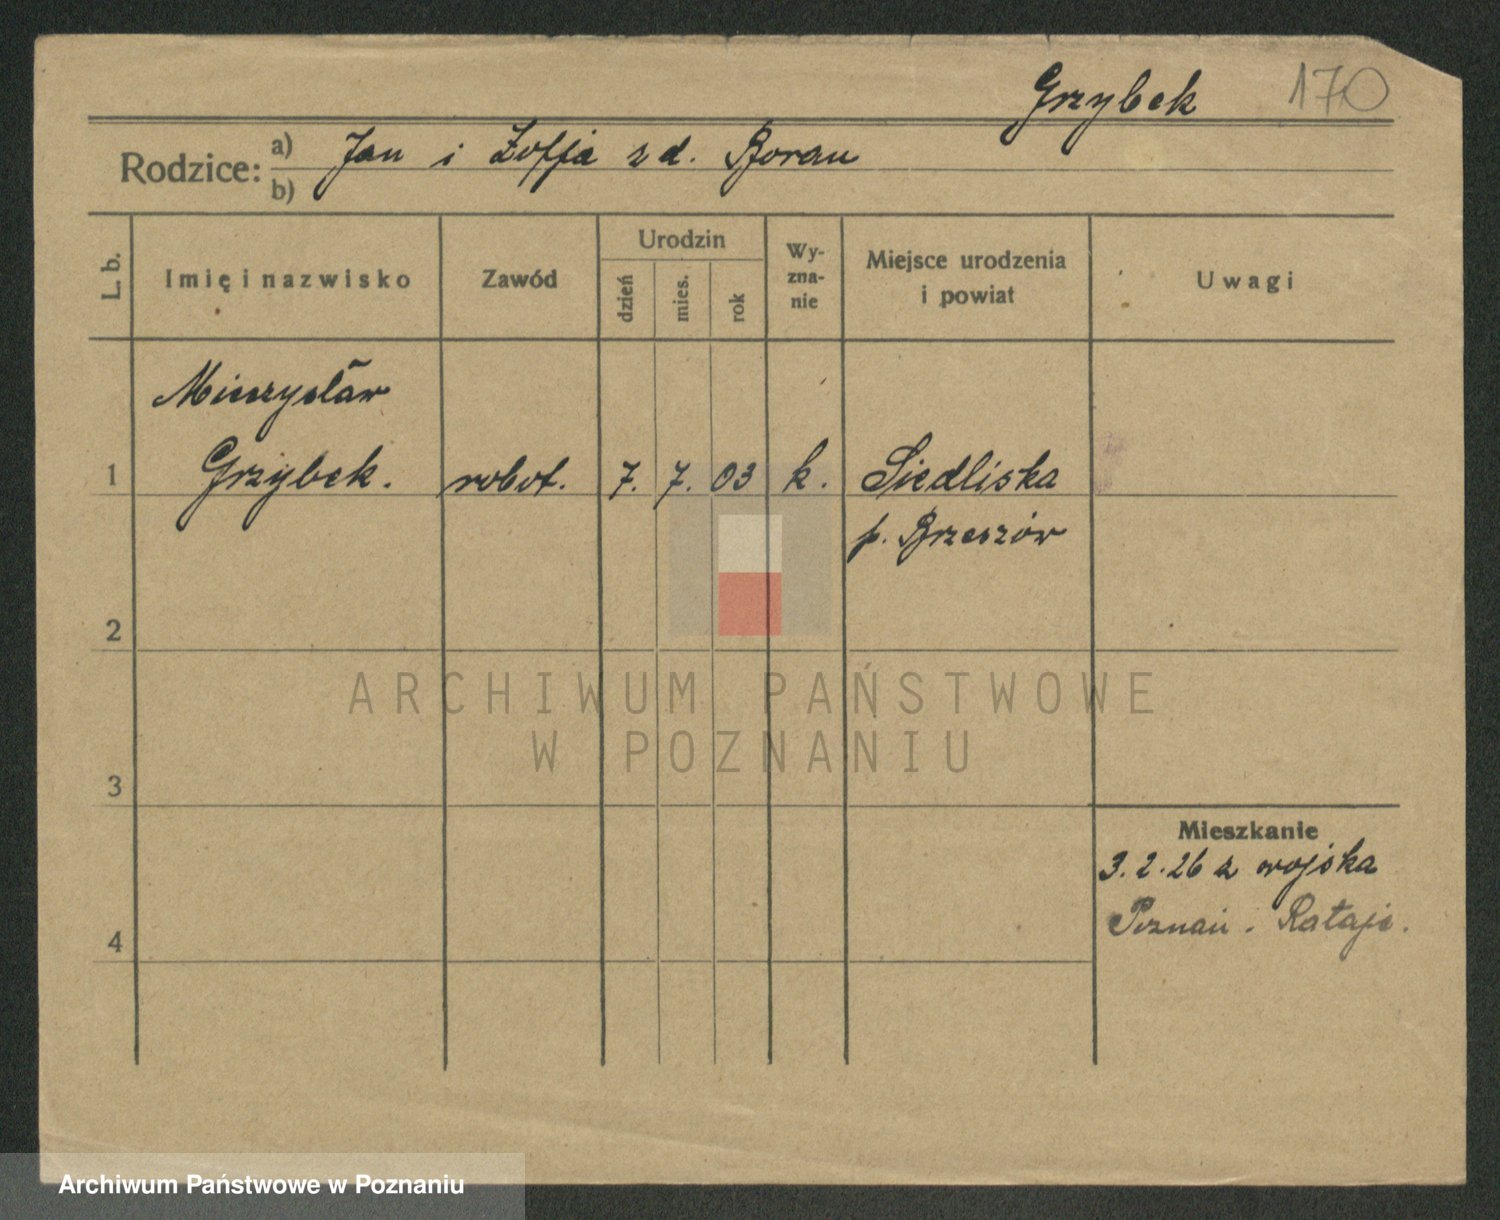 Grzybek 170
Rodzice: a) Jan i Zofja z d. Boran
b)
L. b.
Imię i nazwisko
Zawód
Urodzin
dzień
mies.
rok
Wy-
zna-
nie
Miejsce urodzenia
i powiat
Uwagi
Mieczysław
1 Grzybek. robot. 7. 7. 03 k. Siedliska
p. Brzeszów
2
ARCHIWUM PAŃSTWOWE
W POZNANIU
3
Mieszkanie
3. 2. 26 z wojska
Poznań. Rataje.
4
Archiwum Państwowe w Poznaniu